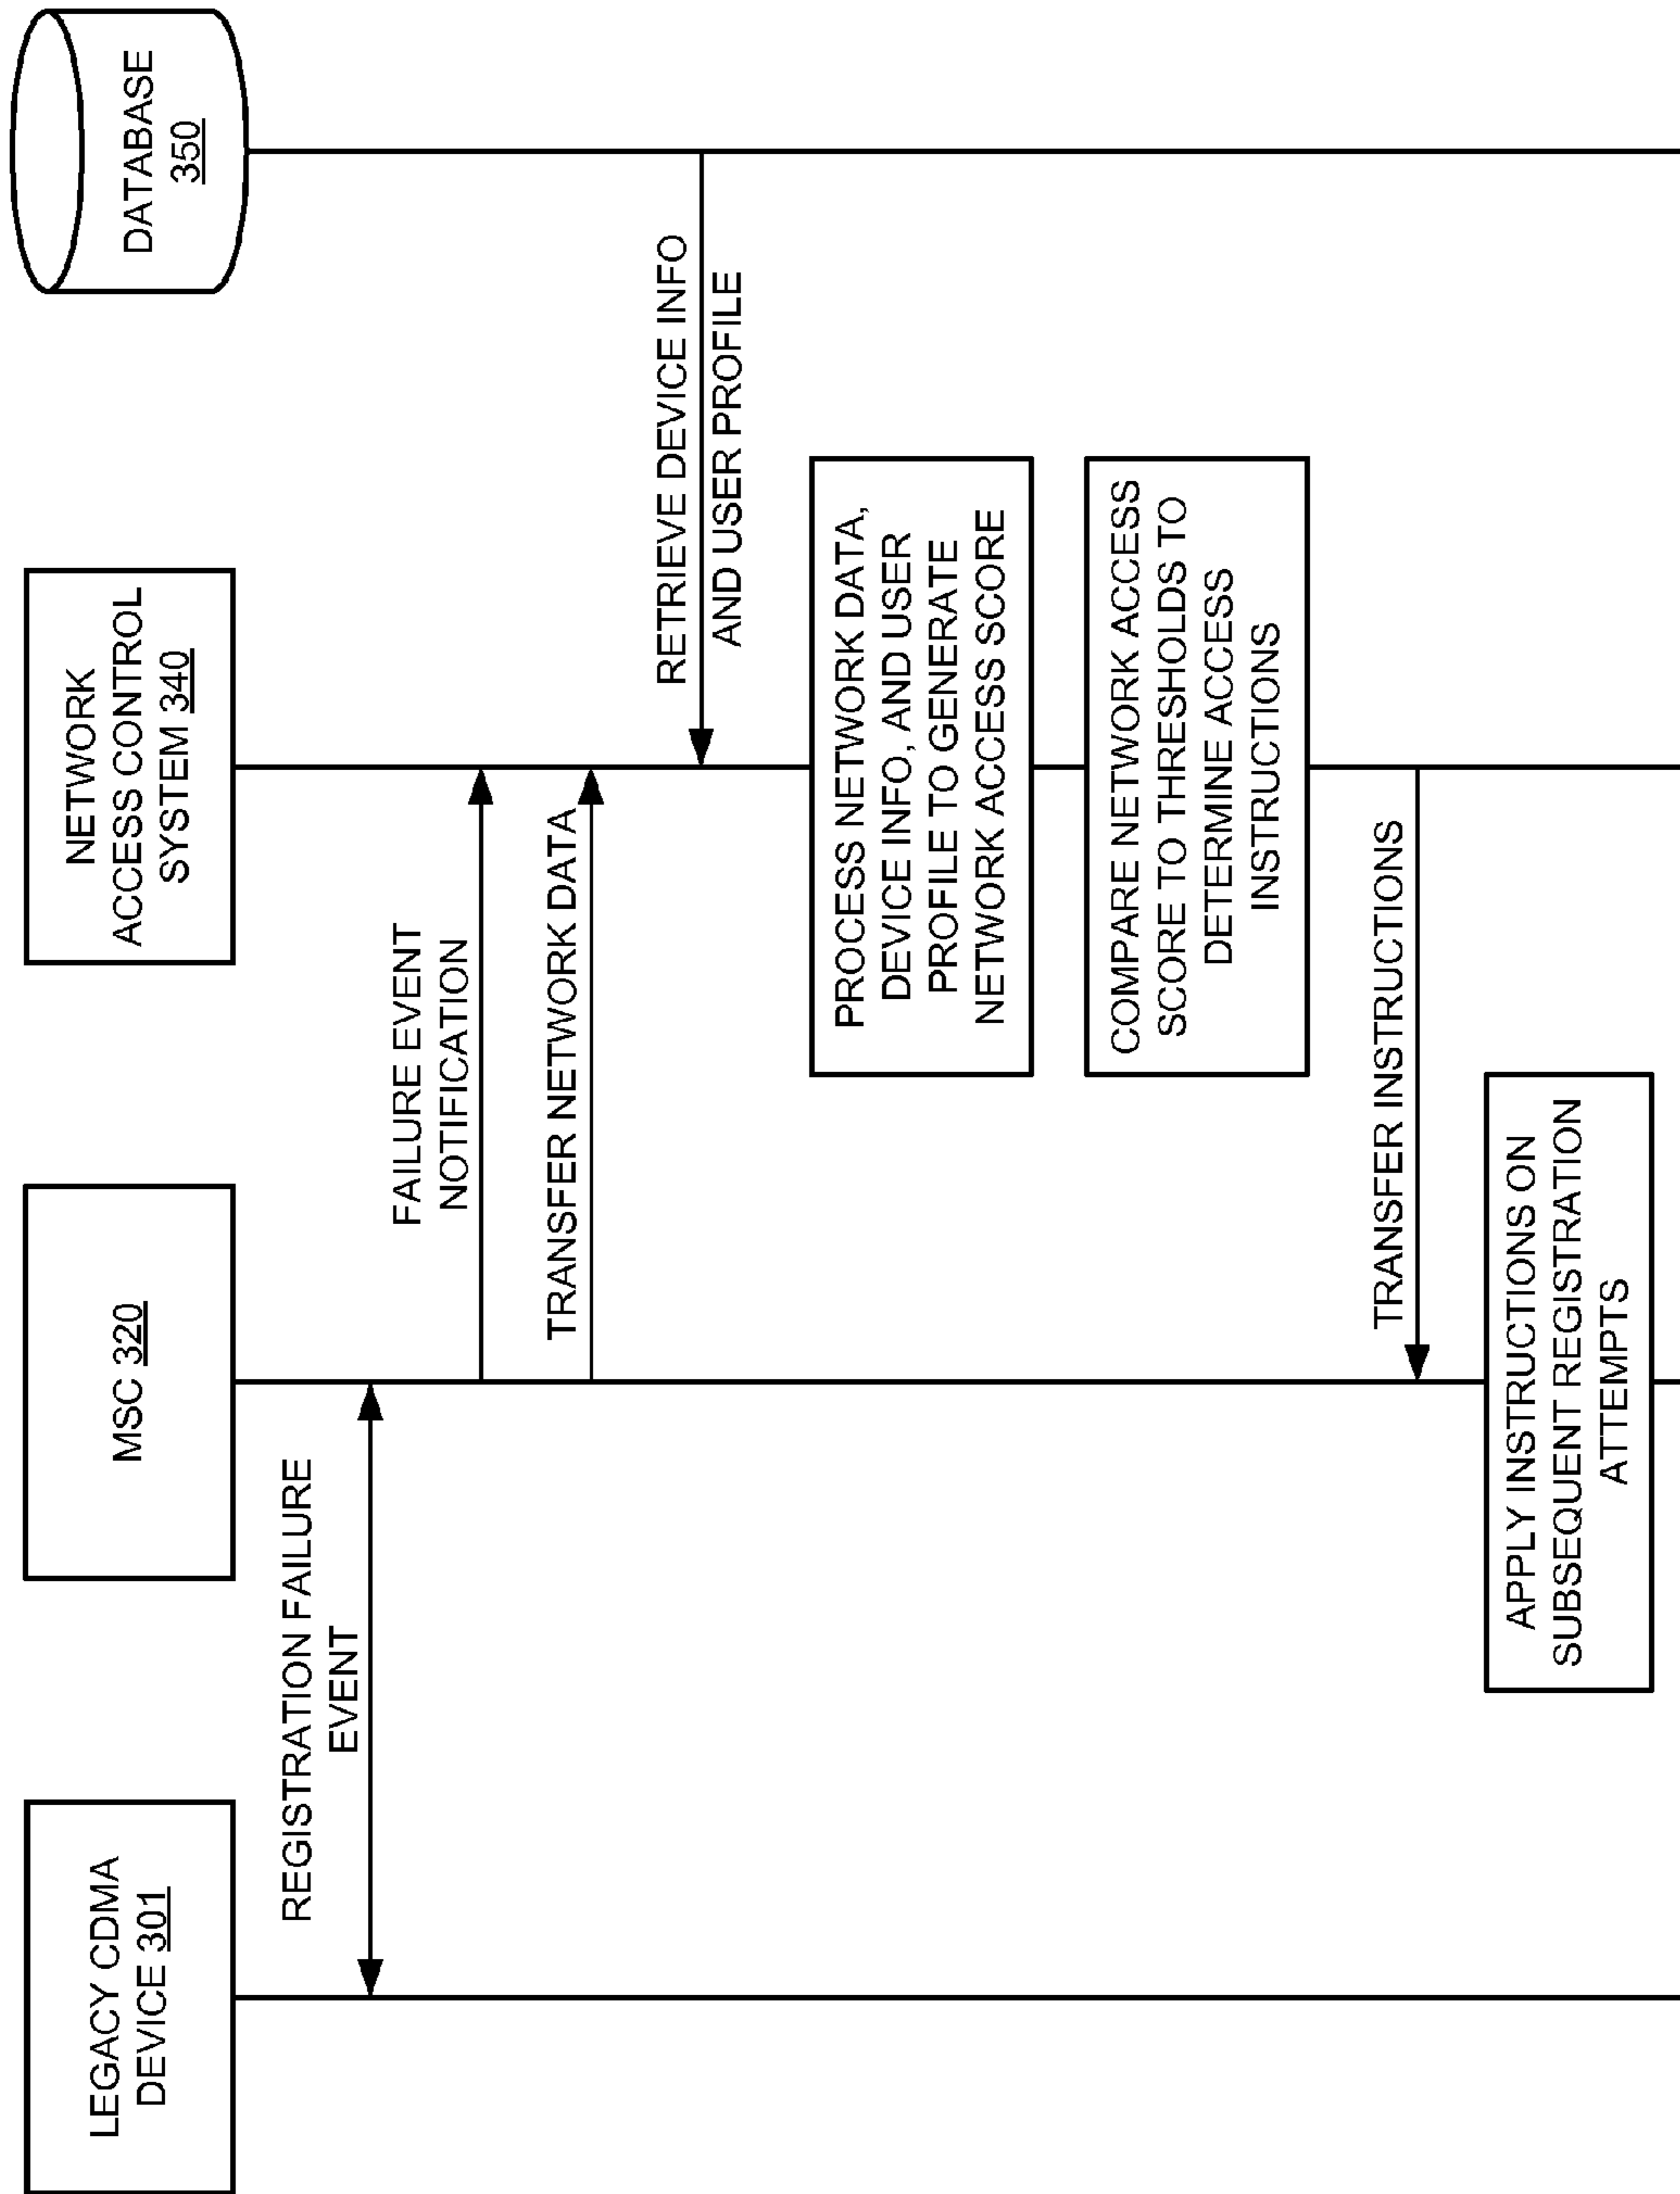 LEGACY CDMA
DEVICE 301
MSC 320
NETWORK
ACCESS CONTROL
SYSTEM 340
DATABASE
350
REGISTRATION FAILURE
EVENT
FAILURE EVENT
NOTIFICATION
TRANSFER NETWORK DATA
RETRIEVE DEVICE INFO
AND USER PROFILE
PROCESS NETWORK DATA,
DEVICE INFO, AND USER
PROFILE TO GENERATE
NETWORK ACCESS SCORE
COMPARE NETWORK ACCESS
SCORE TO THRESHOLDS TO
DETERMINE ACCESS
INSTRUCTIONS
TRANSFER INSTRUCTIONS
APPLY INSTRUCTIONS ON
SUBSEQUENT REGISTRATION
ATTEMPTS